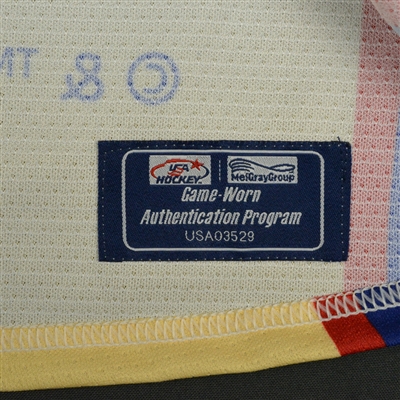 USA HOCKEY MeiGrayGroup
Game-Worn
Authentication Program
USA03529